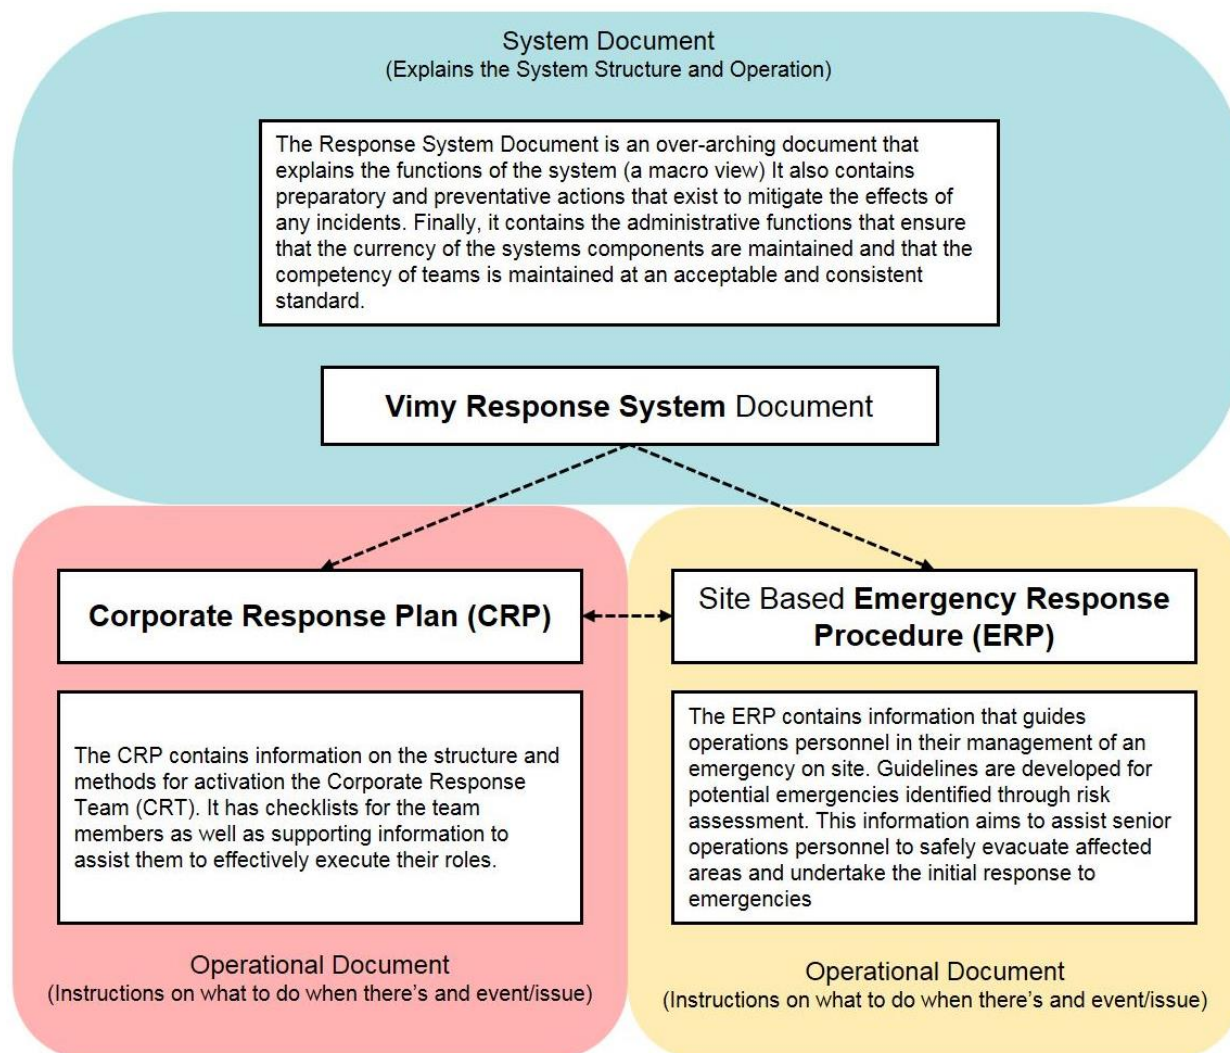 System Document
(Explains the System Structure and Operation)
The Response System Document is an over-arching document that
explains the functions of the system (a macro view) It also contains
preparatory and preventative actions that exist to mitigate the effects of
any incidents. Finally, it contains the administrative functions that ensure
that the currency of the systems components are maintained and that the
competency of teams is maintained at an acceptable and consistent
standard.
Vimy Response System Document
Corporate Response Plan (CRP)
The CRP contains information on the structure and
methods for activation the Corporate Response
Team (CRT). It has checklists for the team
members as well as supporting information to
assist them to effectively execute their roles.
Operational Document
(Instructions on what to do when there's and event/issue)
Site Based Emergency Response
Procedure (ERP)
The ERP contains information that guides
operations personnel in their management of an
emergency on site. Guidelines are developed for
potential emergencies identified through risk
assessment. This information aims to assist senior
operations personnel to safely evacuate affected
areas and undertake the initial response to
emergencies
Operational Document
(Instructions on what to do when there's and event/issue)